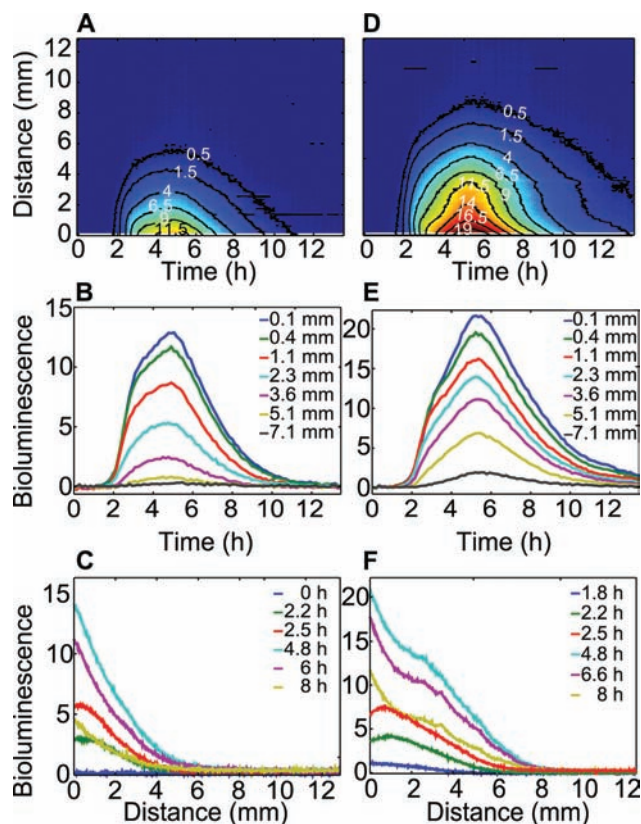 A
D
Distance (mm)
12
10
8
6
4
2
0
0.5
1.5
4
6.5
9
11.5
0.5
1.5
4
9
14
16.5
19
0 2 4 6 8 10 12
0 2 4 6 8 10 12
Time (h)
Time (h)
B
E
Bioluminescence
15
10
5
0
0.1 mm
0.4 mm
1.1 mm
2.3 mm
3.6 mm
5.1 mm
7.1 mm
20
15
10
5
0
0.1 mm
0.4 mm
1.1 mm
2.3 mm
3.6 mm
5.1 mm
7.1 mm
0 2 4 6 8 10 12
0 2 4 6 8 10 12
Time (h)
Time (h)
C
F
Bioluminescence
15
10
5
0
0 h
2.2 h
2.5 h
4.8 h
6 h
8 h
20
15
10
5
0
1.8 h
2.2 h
2.5 h
4.8 h
6.6 h
8 h
0 2 4 6 8 10 12
0 2 4 6 8 10 12
Distance (mm)
Distance (mm)